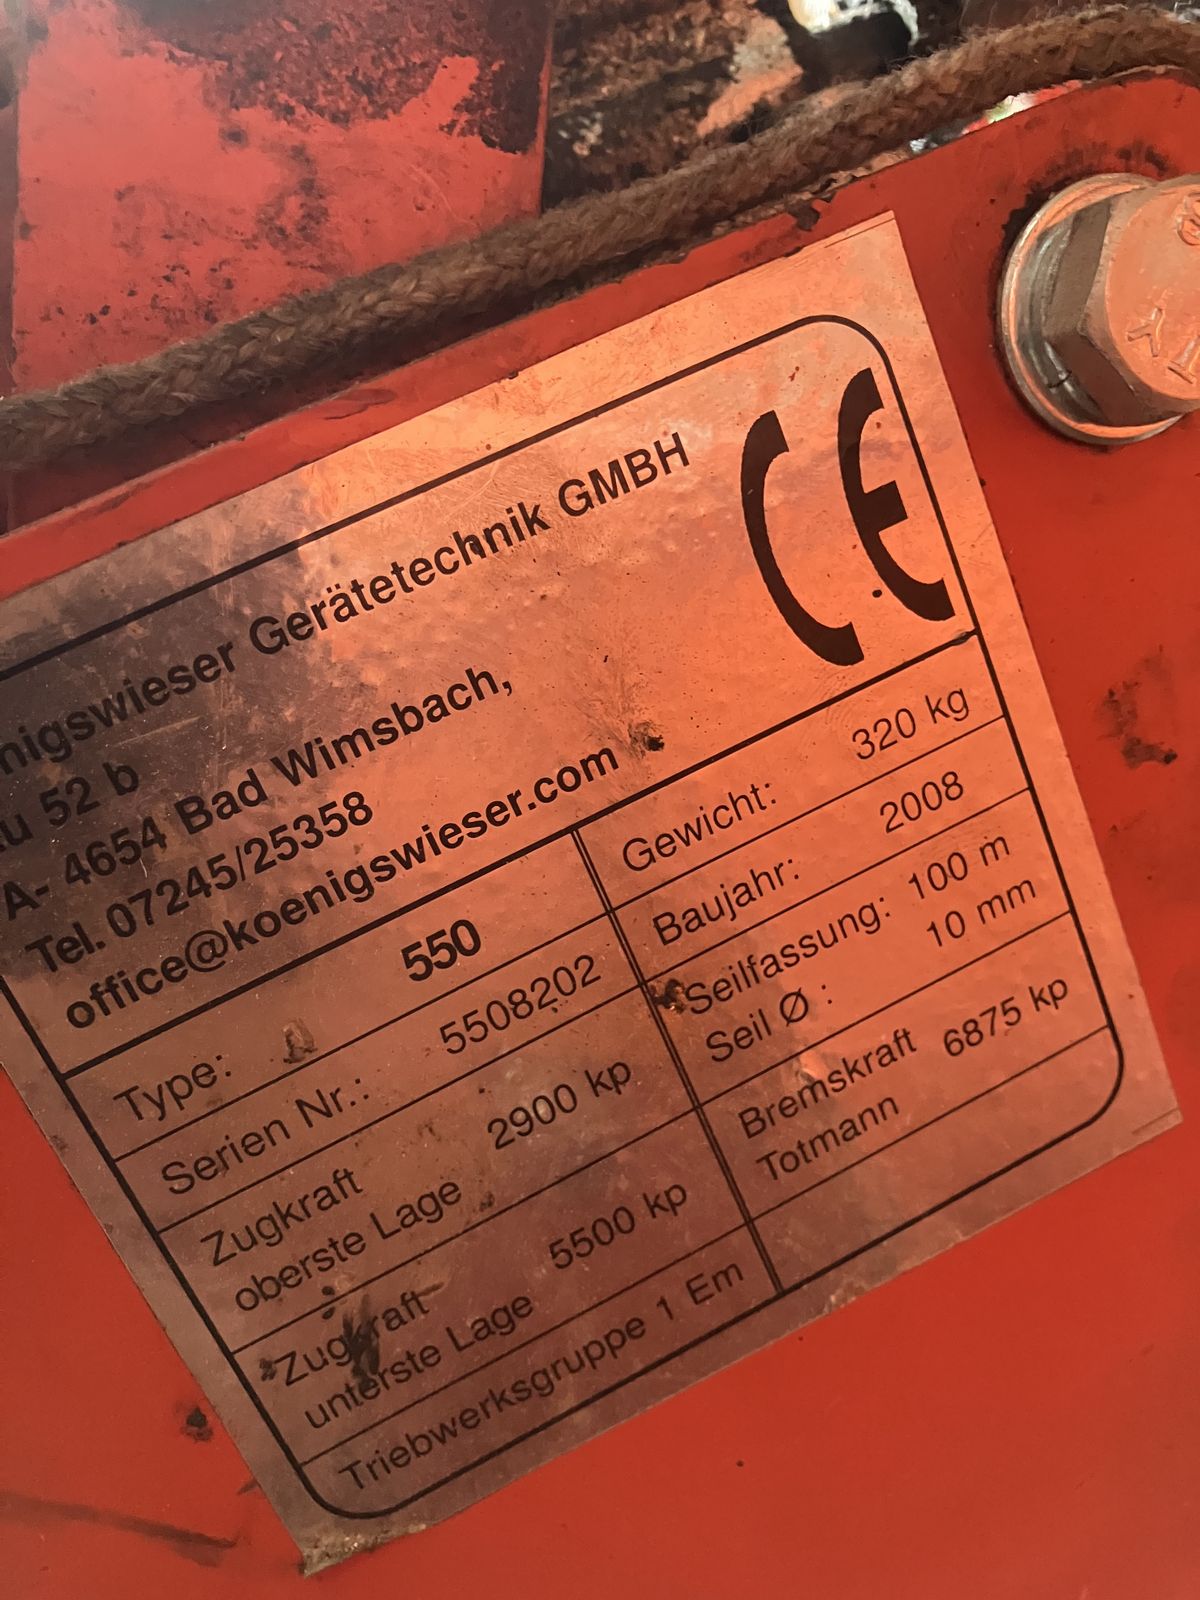 nigswieser Gerätetechnik GMBH
u 52 b
A- 4654 Bad Wimsbach,
Tel. 07245/25358
office@koenigswieser.com
CE
Type: 550
Serien Nr.: 5508202
Zugkraft
oberste Lage 2900 kp
Zugkraft
unterste Lage 5500 kp
Triebwerksgruppe 1 Em
Gewicht: 320 kg
Baujahr: 2008
Seilfassung: 100 m
Seil Ø : 10 mm
Bremskraft 6875 kp
Totmann